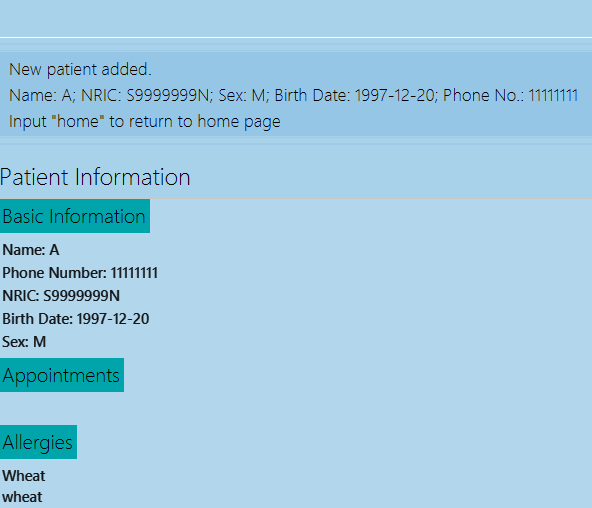 New patient added.
Name: A; NRIC: S9999999N; Sex: M; Birth Date: 1997-12-20; Phone No.: 11111111
Input "home" to return to home page
Patient Information
Basic Information
Name: A
Phone Number: 11111111
NRIC: S9999999N
Birth Date: 1997-12-20
Sex: M
Appointments
Allergies
Wheat
wheat